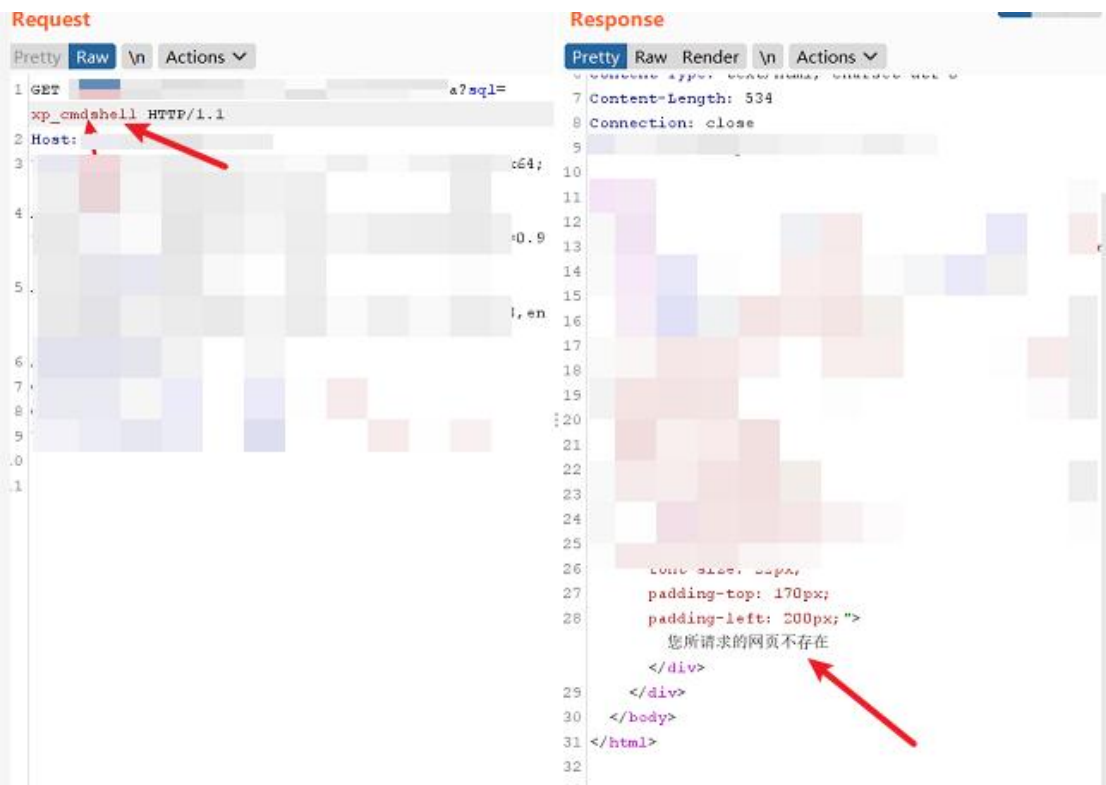 Request
Pretty Raw \n Actions
1 GET a?sql=
xp_cmdshell HTTP/1.1
2 Host:
3 x64;
4
=0.9
5
,en
6
7
8
9
Response
Pretty Raw Render \n Actions
7 Content-Length: 534
8 Connection: close
9
10
11
12
13
14
15
16
17
18
19
20
21
22
23
24
25
26
27 padding-top: 170px;
28 padding-left: 200px;">
您所请求的网页不存在
</div>
29 </div>
30 </body>
31 </html>
32